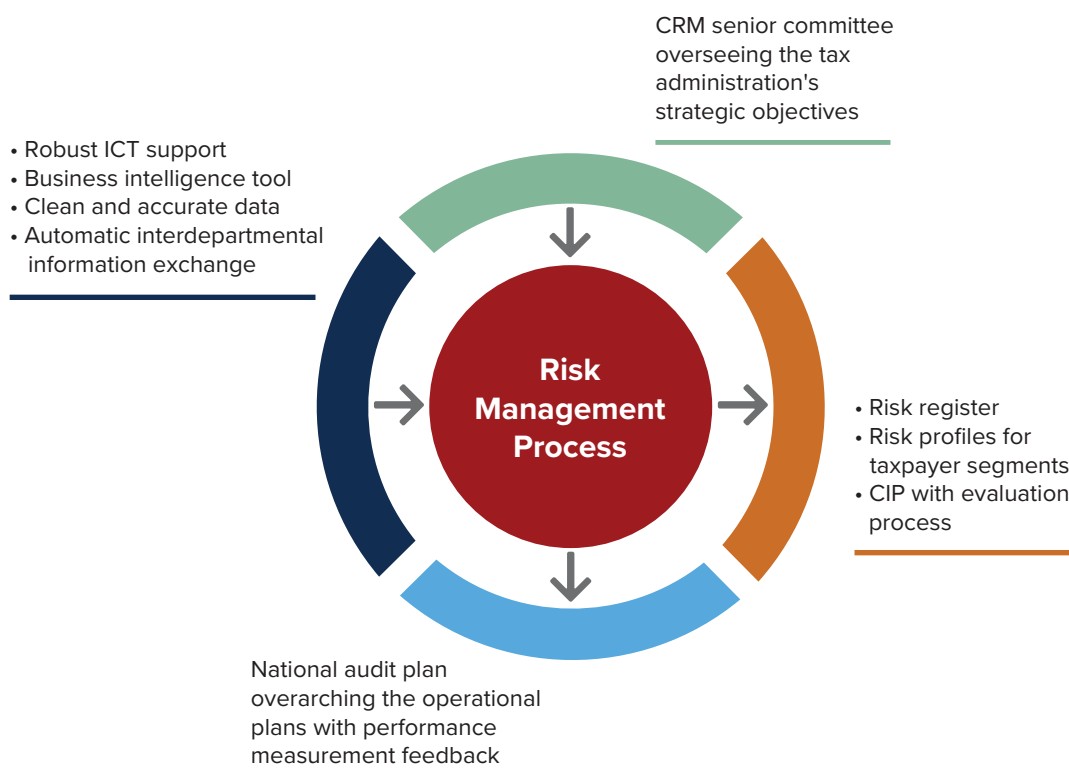 CRM senior committee
overseeing the tax
administration's
strategic objectives
• Robust ICT support
• Business intelligence tool
• Clean and accurate data
• Automatic interdepartmental
information exchange
Risk
Management
Process
• Risk register
• Risk profiles for
taxpayer segments
• CIP with evaluation
process
National audit plan
overarching the operational
plans with performance
measurement feedback